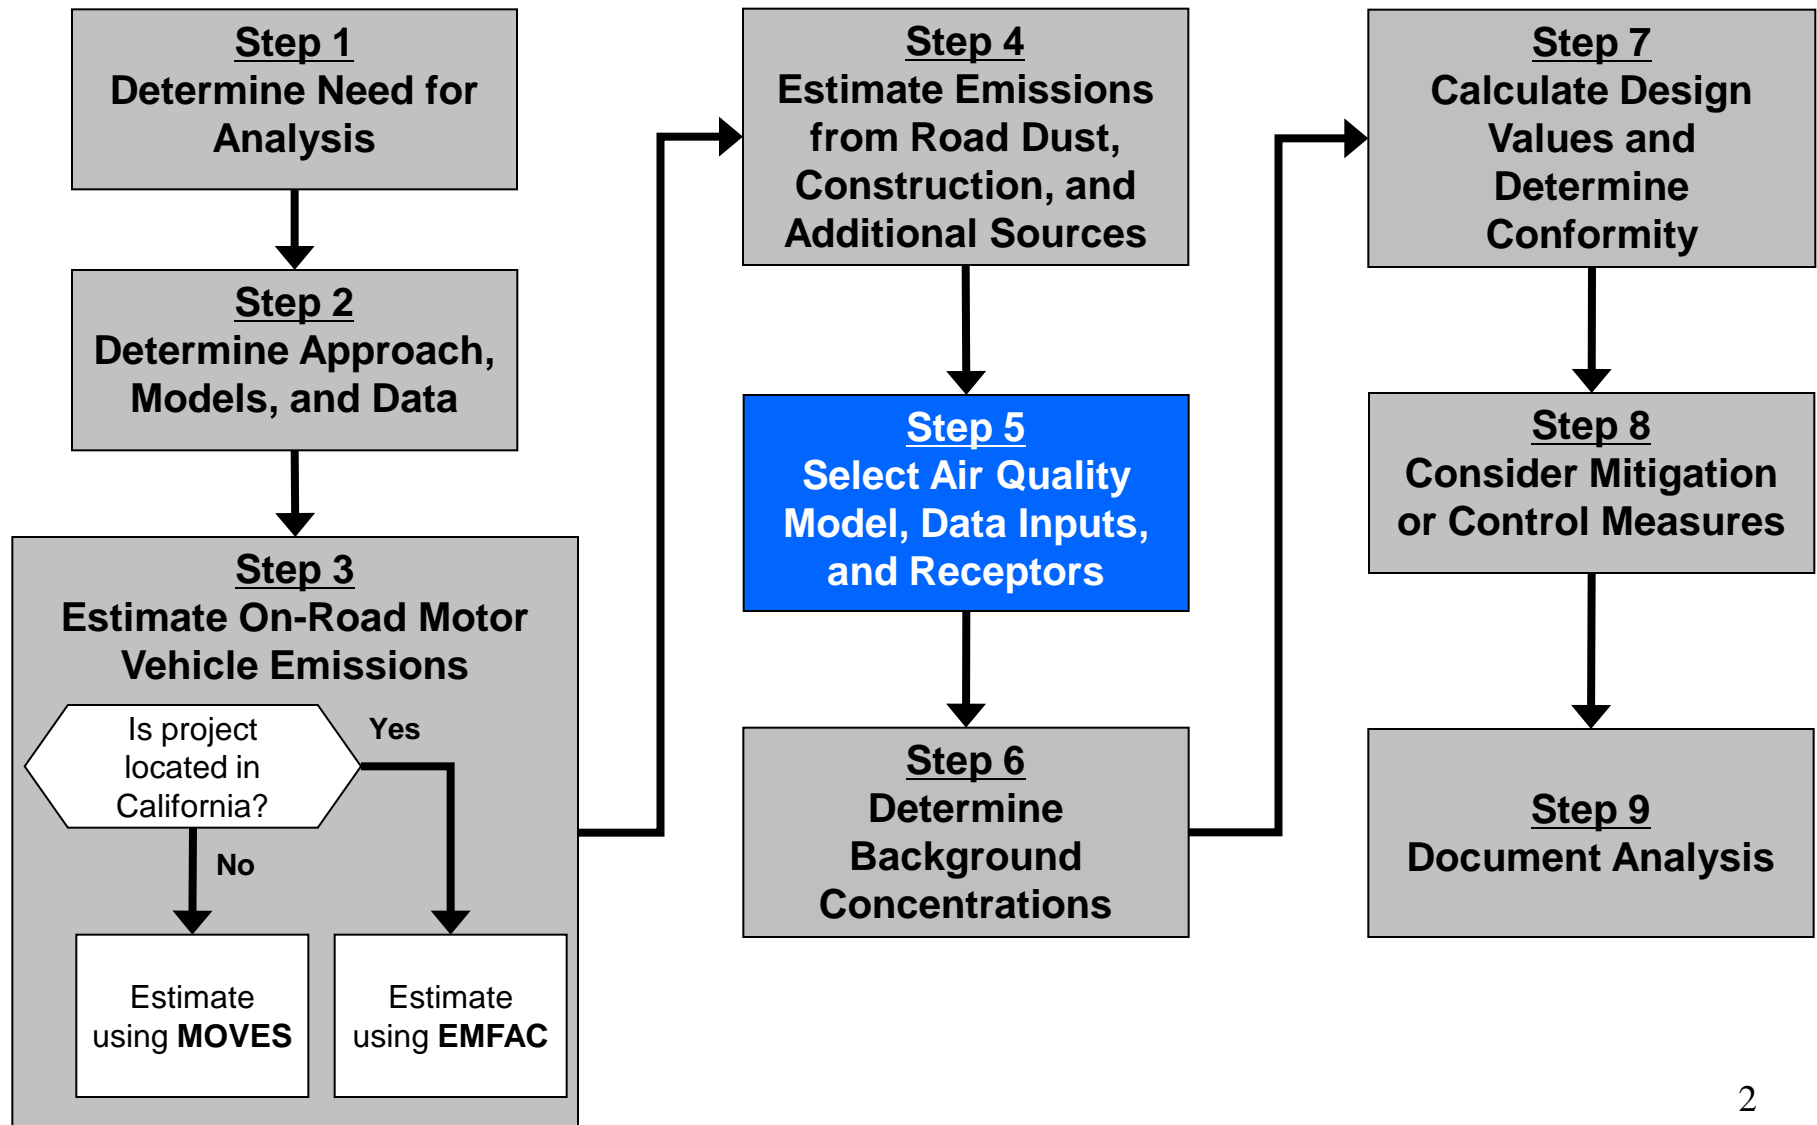 Step 1
Determine Need for
Analysis
Step 2
Determine Approach,
Models, and Data
Step 3
Estimate On-Road Motor
Vehicle Emissions
Is project
located in
California?
Yes
No
Estimate
using MOVES
Estimate
using EMFAC
Step 4
Estimate Emissions
from Road Dust,
Construction, and
Additional Sources
Step 5
Select Air Quality
Model, Data Inputs,
and Receptors
Step 6
Determine
Background
Concentrations
Step 7
Calculate Design
Values and
Determine
Conformity
Step 8
Consider Mitigation
or Control Measures
Step 9
Document Analysis
2